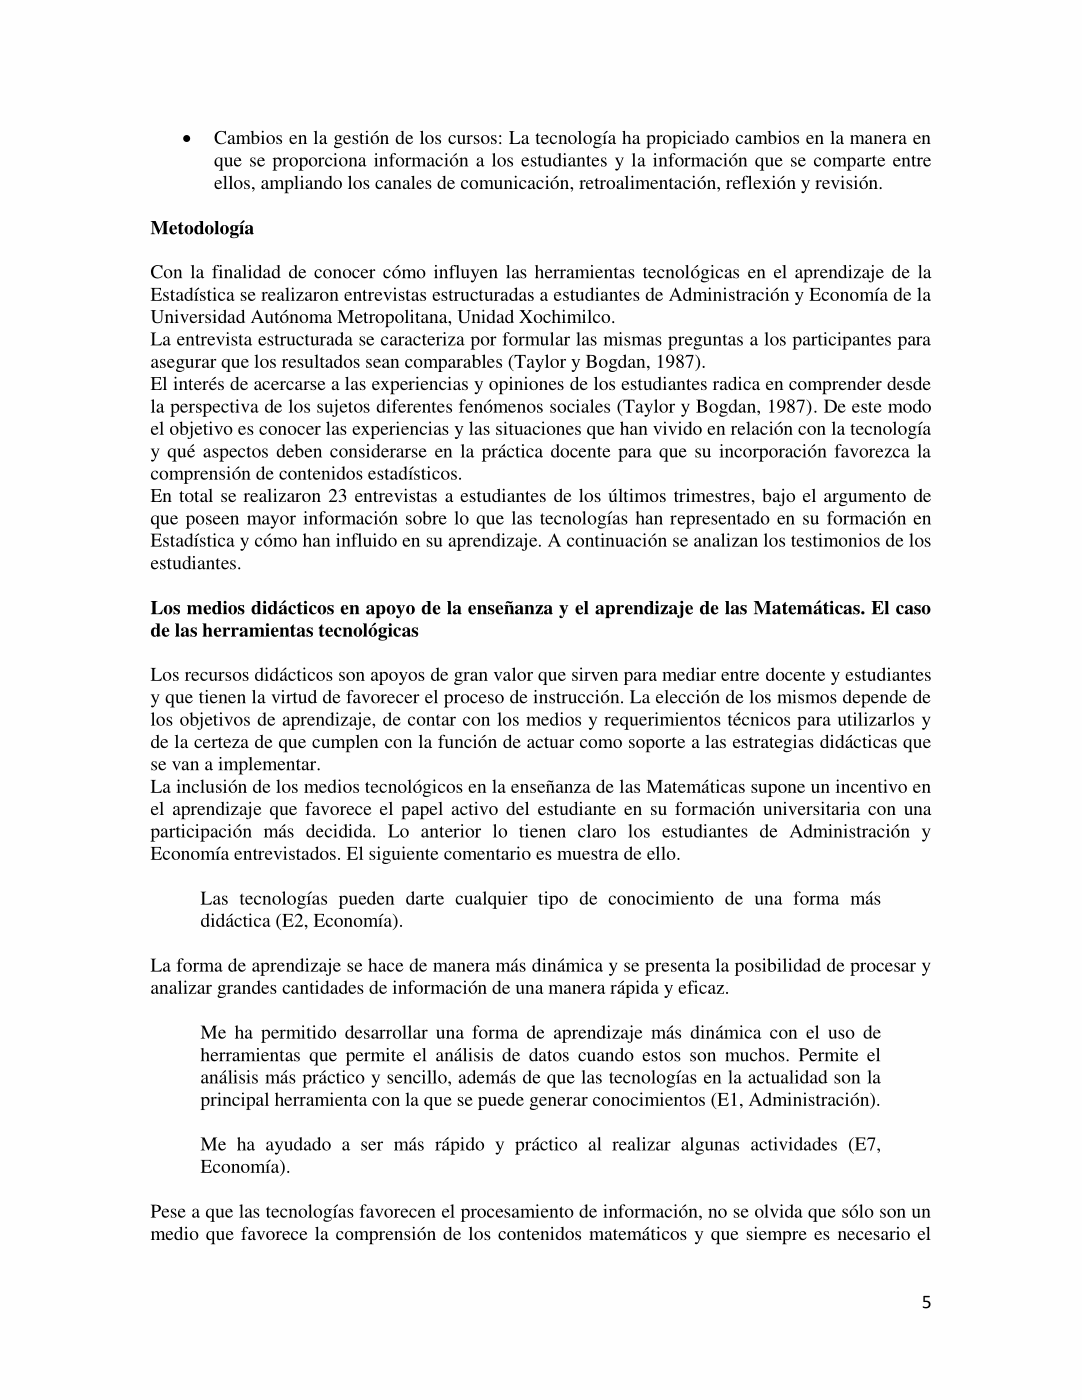 • Cambios en la gestión de los cursos: La tecnología ha propiciado cambios en la manera en
que se proporciona información a los estudiantes y la información que se comparte entre
ellos, ampliando los canales de comunicación, retroalimentación, reflexión y revisión.
Metodología
Con la finalidad de conocer cómo influyen las herramientas tecnológicas en el aprendizaje de la
Estadística se realizaron entrevistas estructuradas a estudiantes de Administración y Economía de la
Universidad Autónoma Metropolitana, Unidad Xochimilco.
La entrevista estructurada se caracteriza por formular las mismas preguntas a los participantes para
asegurar que los resultados sean comparables (Taylor y Bogdan, 1987).
El interés de acercarse a las experiencias y opiniones de los estudiantes radica en comprender desde
la perspectiva de los sujetos diferentes fenómenos sociales (Taylor y Bogdan, 1987). De este modo
el objetivo es conocer las experiencias y las situaciones que han vivido en relación con la tecnología
y qué aspectos deben considerarse en la práctica docente para que su incorporación favorezca la
comprensión de contenidos estadísticos.
En total se realizaron 23 entrevistas a estudiantes de los últimos trimestres, bajo el argumento de
que poseen mayor información sobre lo que las tecnologías han representado en su formación en
Estadística y cómo han influido en su aprendizaje. A continuación se analizan los testimonios de los
estudiantes.
Los medios didácticos en apoyo de la enseñanza y el aprendizaje de las Matemáticas. El caso
de las herramientas tecnológicas
Los recursos didácticos son apoyos de gran valor que sirven para mediar entre docente y estudiantes
y que tienen la virtud de favorecer el proceso de instrucción. La elección de los mismos depende de
los objetivos de aprendizaje, de contar con los medios y requerimientos técnicos para utilizarlos y
de la certeza de que cumplen con la función de actuar como soporte a las estrategias didácticas que
se van a implementar.
La inclusión de los medios tecnológicos en la enseñanza de las Matemáticas supone un incentivo en
el aprendizaje que favorece el papel activo del estudiante en su formación universitaria con una
participación más decidida. Lo anterior lo tienen claro los estudiantes de Administración y
Economía entrevistados. El siguiente comentario es muestra de ello.
Las tecnologías pueden darte cualquier tipo de conocimiento de una forma más
didáctica (E2, Economía).
La forma de aprendizaje se hace de manera más dinámica y se presenta la posibilidad de procesar y
analizar grandes cantidades de información de una manera rápida y eficaz.
Me ha permitido desarrollar una forma de aprendizaje más dinámica con el uso de
herramientas que permite el análisis de datos cuando estos son muchos. Permite el
análisis más práctico y sencillo, además de que las tecnologías en la actualidad son la
principal herramienta con la que se puede generar conocimientos (E1, Administración).
Me ha ayudado a ser más rápido y práctico al realizar algunas actividades (E7,
Economía).
Pese a que las tecnologías favorecen el procesamiento de información, no se olvida que sólo son un
medio que favorece la comprensión de los contenidos matemáticos y que siempre es necesario el
5